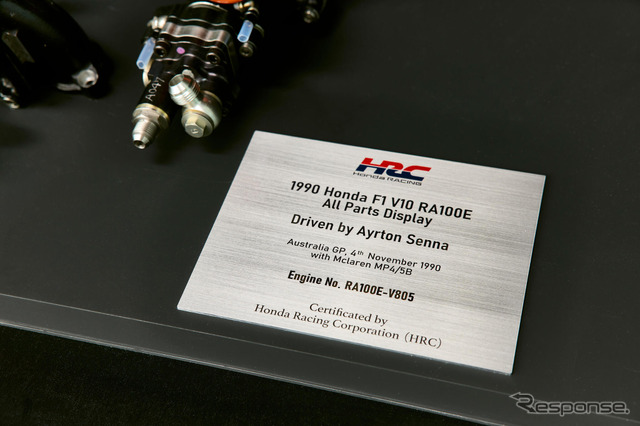 A047
HRC
Honda RACING
1990 Honda F1 V10 RA100E
All Parts Display
Driven by Ayrton Senna
Australia GP, 4th November 1990
with Mclaren MP4/5B
Engine No. RA100E-V805
Certificated by
Honda Racing Corporation (HRC)
Response.